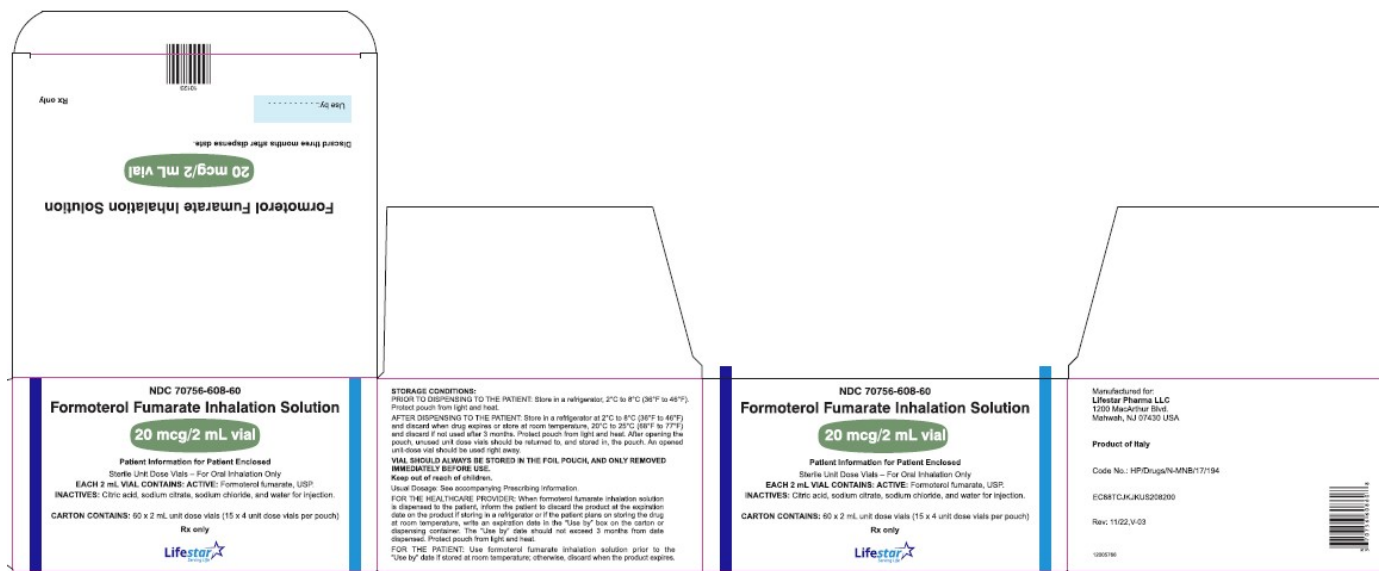 Formoterol Fumarate Inhalation Solution
20 mcg/2 mL vial
Discard three months after dispense date.
Use by:..........
Rx only
NDC 70756-608-60
Formoterol Fumarate Inhalation Solution
20 mcg/2 mL vial
Patient Information for Patient Enclosed
Sterile Unit Dose Vials – For Oral Inhalation Only
EACH 2 mL VIAL CONTAINS: ACTIVE: Formoterol fumarate, USP.
INACTIVES: Citric acid, sodium citrate, sodium chloride, and water for injection.
CARTON CONTAINS: 60 x 2 mL unit dose vials (15 x 4 unit dose vials per pouch)
Rx only
Lifestar
STORAGE CONDITIONS:
PRIOR TO DISPENSING TO THE PATIENT: Store in a refrigerator, 2°C to 8°C (36°F to 46°F).
Protect pouch from light and heat.
AFTER DISPENSING TO THE PATIENT: Store in a refrigerator at 2°C to 8°C (36°F to 46°F)
and discard when drug expires or store at room temperature, 20°C to 25°C (68°F to 77°F)
and discard if not used after 3 months. Protect pouch from light and heat. After opening the
pouch, unused unit dose vials should be returned to, and stored in, the pouch. An opened
unit-dose vial should be used right away.
VIAL SHOULD ALWAYS BE STORED IN THE FOIL POUCH, AND ONLY REMOVED
IMMEDIATELY BEFORE USE.
Keep out of reach of children.
Usual Dosage: See accompanying Prescribing Information.
FOR THE HEALTHCARE PROVIDER: When formoterol fumarate inhalation solution
is dispensed to the patient, inform the patient to discard the product at the expiration
date on the product if storing in a refrigerator or if the patient plans on storing the drug
at room temperature, write an expiration date in the "Use by" box on the carton or
dispensing container. The "Use by" date should not exceed 3 months from date
dispensed. Protect pouch from light and heat.
FOR THE PATIENT: Use formoterol fumarate inhalation solution prior to the
"Use by" date if stored at room temperature; otherwise, discard when the product expires.
NDC 70756-608-60
Formoterol Fumarate Inhalation Solution
20 mcg/2 mL vial
Patient Information for Patient Enclosed
Sterile Unit Dose Vials – For Oral Inhalation Only
EACH 2 mL VIAL CONTAINS: ACTIVE: Formoterol fumarate, USP.
INACTIVES: Citric acid, sodium citrate, sodium chloride, and water for injection.
CARTON CONTAINS: 60 x 2 mL unit dose vials (15 x 4 unit dose vials per pouch)
Rx only
Lifestar
Manufactured for:
Lifestar Pharma LLC
1200 MacArthur Blvd.
Mahwah, NJ 07430 USA
Product of Italy
Code No.: HP/Drugs/N-MNB/17/194
EC68TCJKJKUS208200
Rev: 11/22,V-03